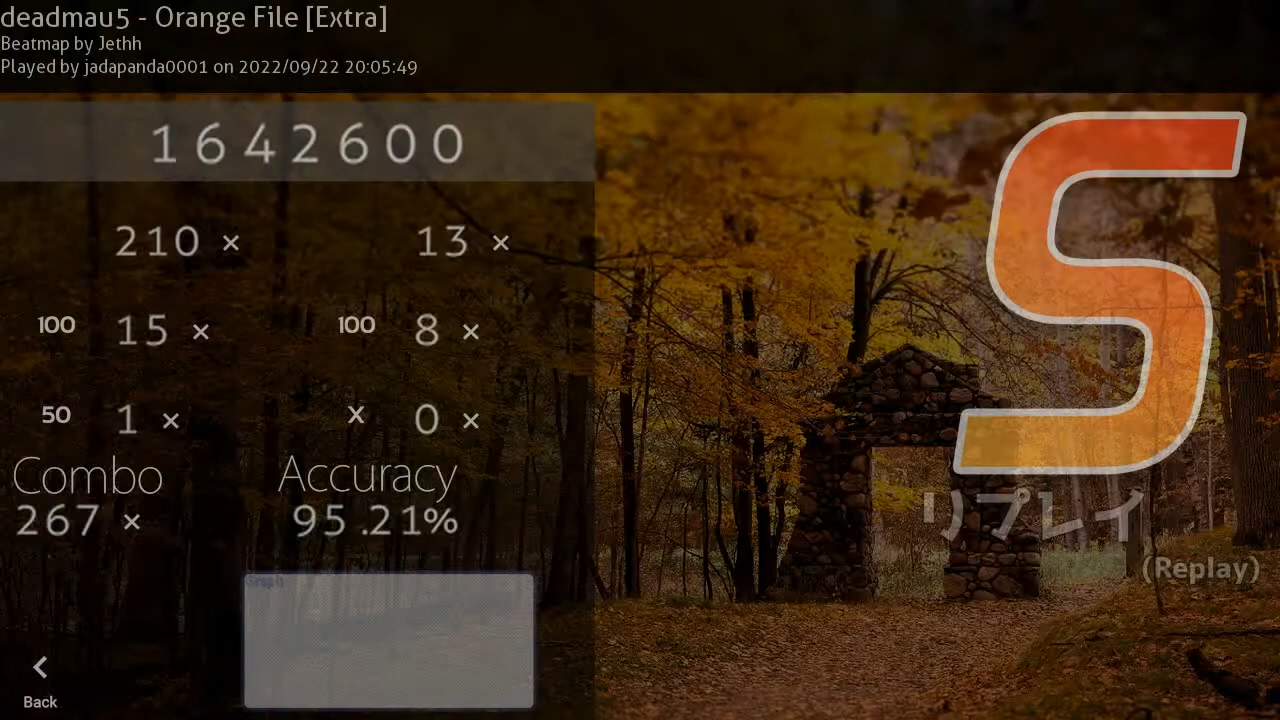 deadmau5 - Orange File [Extra]
Beatmap by Jethh
Played by jadapanda0001 on 2022/09/22 20:05:49
1642600
210 × 13 ×
100 15 × 100 8 ×
50 1 × × 0 ×
Combo Accuracy
267 × 95.21%
S
リプレイ
(Replay)
Graph
Back